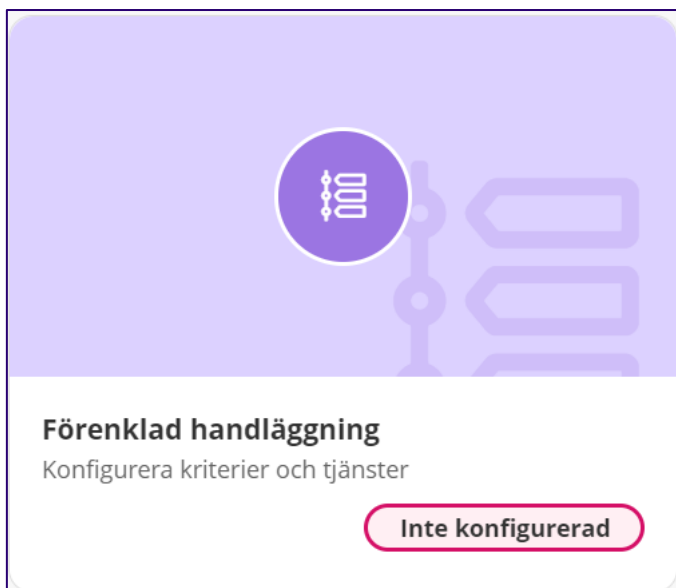 Förenklad handläggning
Konfigurera kriterier och tjänster
Inte konfigurerad